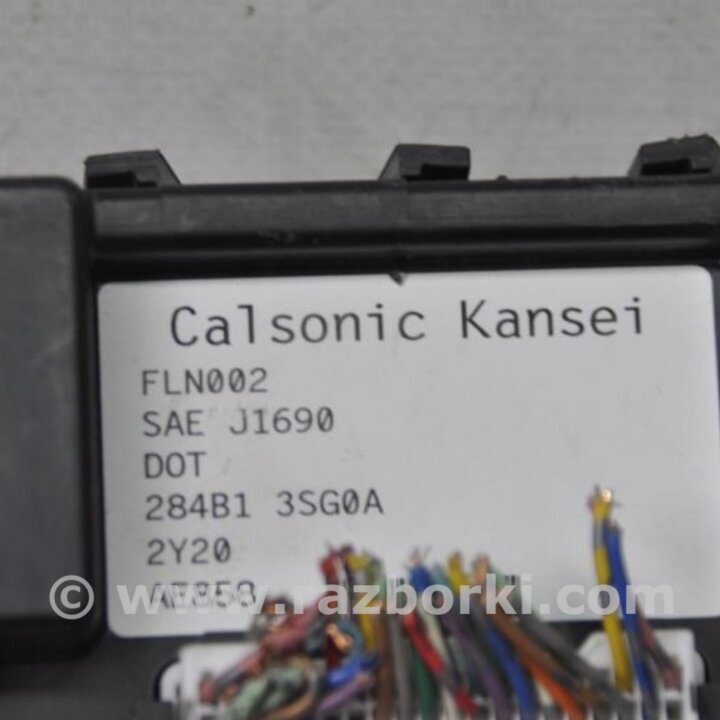 Calsonic Kansei
FLN002
SAE J1690
DOT
284B1 3SG0A
2Y20
© www.razborki.com